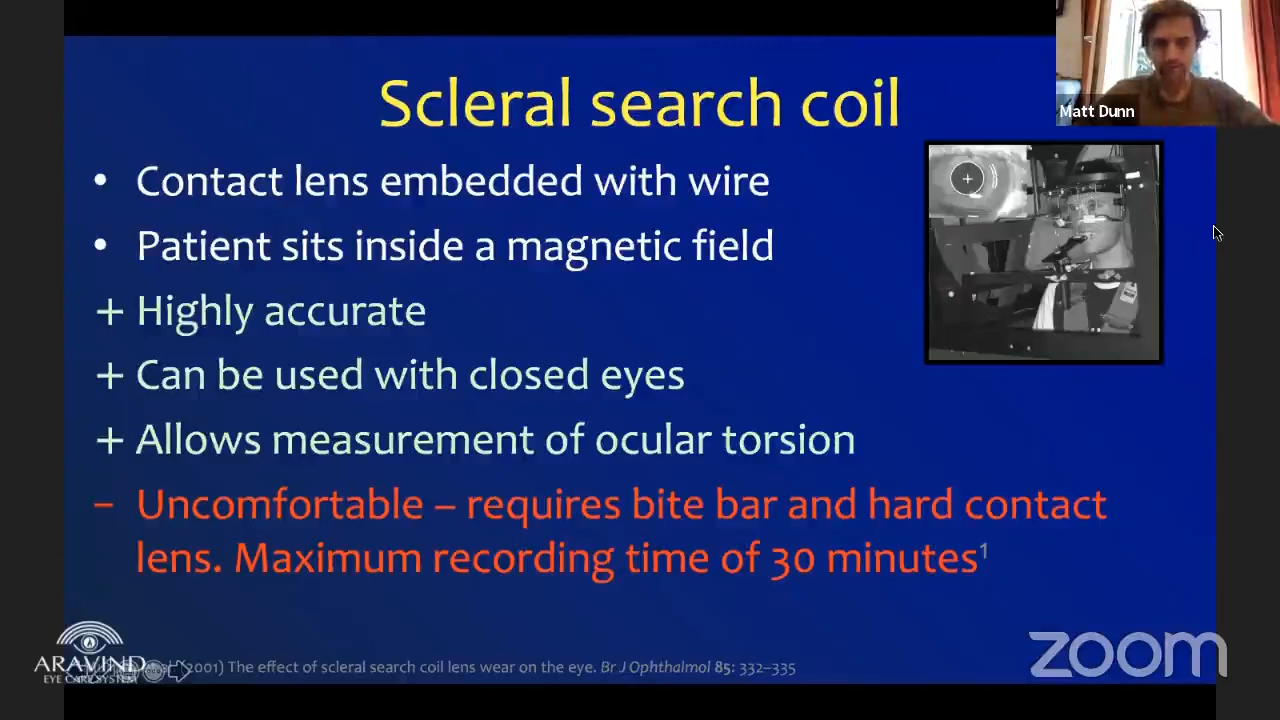 Scleral search coil
Matt Dunn
• Contact lens embedded with wire
• Patient sits inside a magnetic field
+ Highly accurate
+ Can be used with closed eyes
+ Allows measurement of ocular torsion
– Uncomfortable – requires bite bar and hard contact
lens. Maximum recording time of 30 minutes¹
2001) The effect of scleral search coil lens wear on the eye. Br J Ophthalmol 85: 332–335
ARAVIND
EYE CARE SYSTEM
zoom